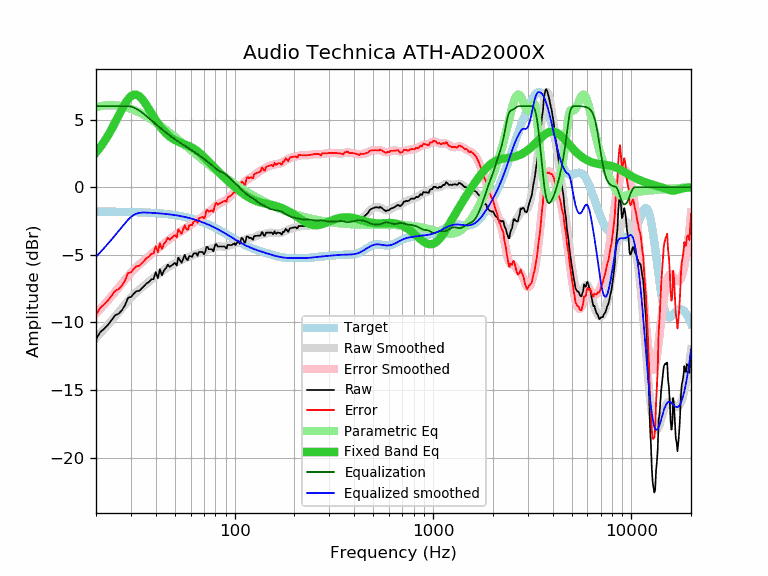 Audio Technica ATH-AD2000X
Amplitude (dBr)
5
0
−5
−10
−15
−20
Target
Raw Smoothed
Error Smoothed
Raw
Error
Parametric Eq
Fixed Band Eq
Equalization
Equalized smoothed
100
1000
10000
Frequency (Hz)